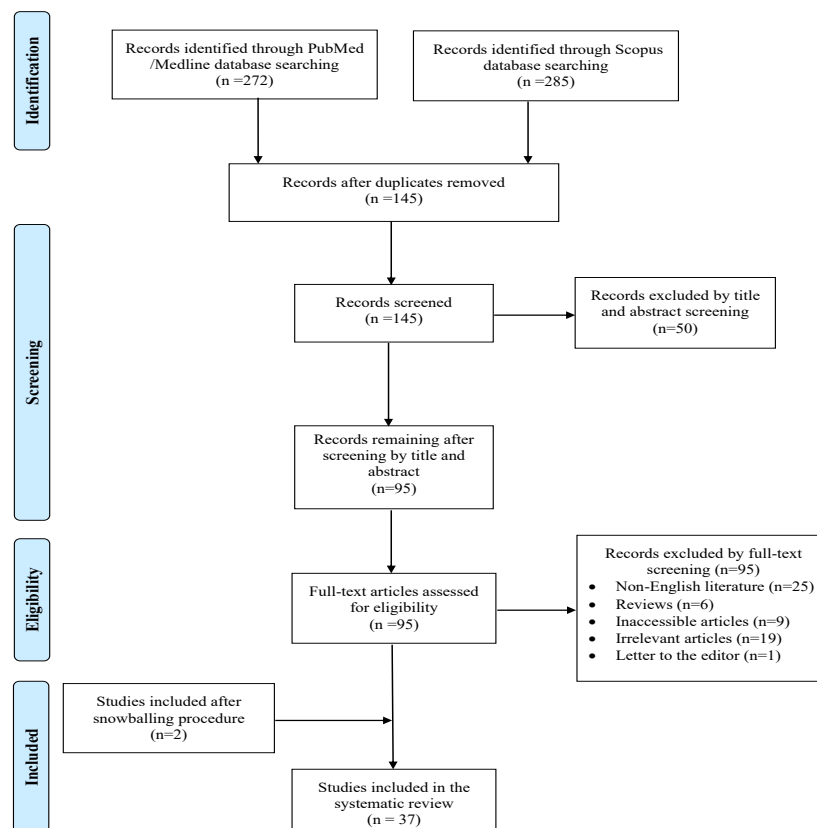 Identification
Records identified through PubMed
/Medline database searching
(n =272)
Records identified through Scopus
database searching
(n =285)
Records after duplicates removed
(n =145)
Screening
Records screened
(n =145)
Records excluded by title
and abstract screening
(n=50)
Records remaining after
screening by title and
abstract
(n=95)
Eligibility
Full-text articles assessed
for eligibility
(n =95)
Records excluded by full-text
screening (n=95)
• Non-English literature (n=25)
• Reviews (n=6)
• Inaccessible articles (n=9)
• Irrelevant articles (n=19)
• Letter to the editor (n=1)
Included
Studies included after
snowballing procedure
(n=2)
Studies included in the
systematic review
(n = 37)